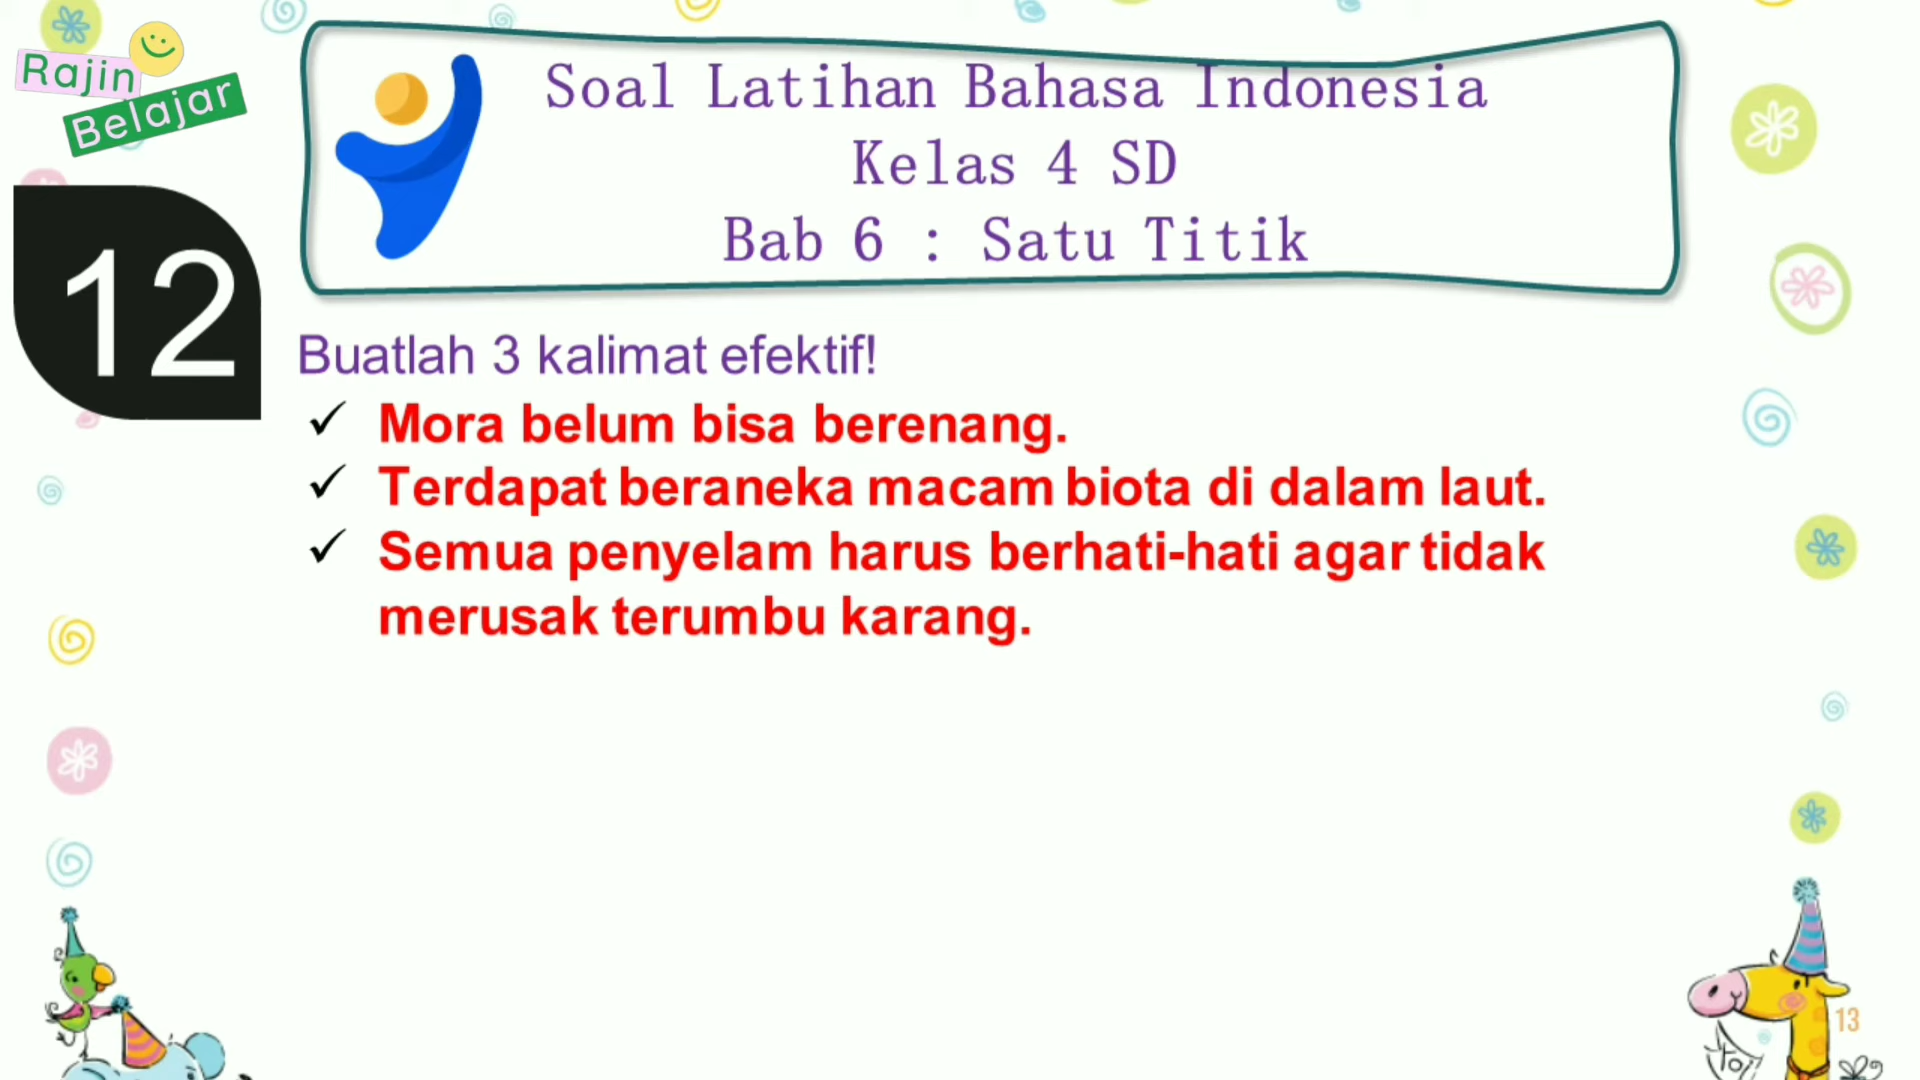 Rajin
Belajar
Soal Latihan Bahasa Indonesia
Kelas 4 SD
Bab 6 : Satu Titik
12
Buatlah 3 kalimat efektif!
✓ Mora belum bisa berenang.
✓ Terdapat beraneka macam biota di dalam laut.
✓ Semua penyelam harus berhati-hati agar tidak
merusak terumbu karang.
13